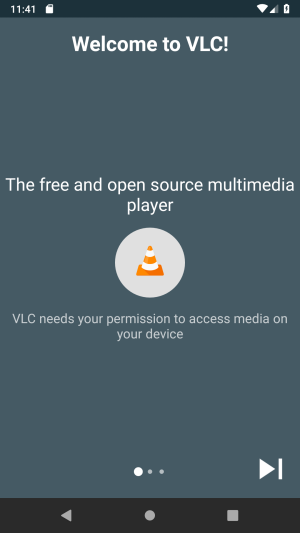 11:41
Welcome to VLC!
The free and open source multimedia
player
VLC needs your permission to access media on
your device